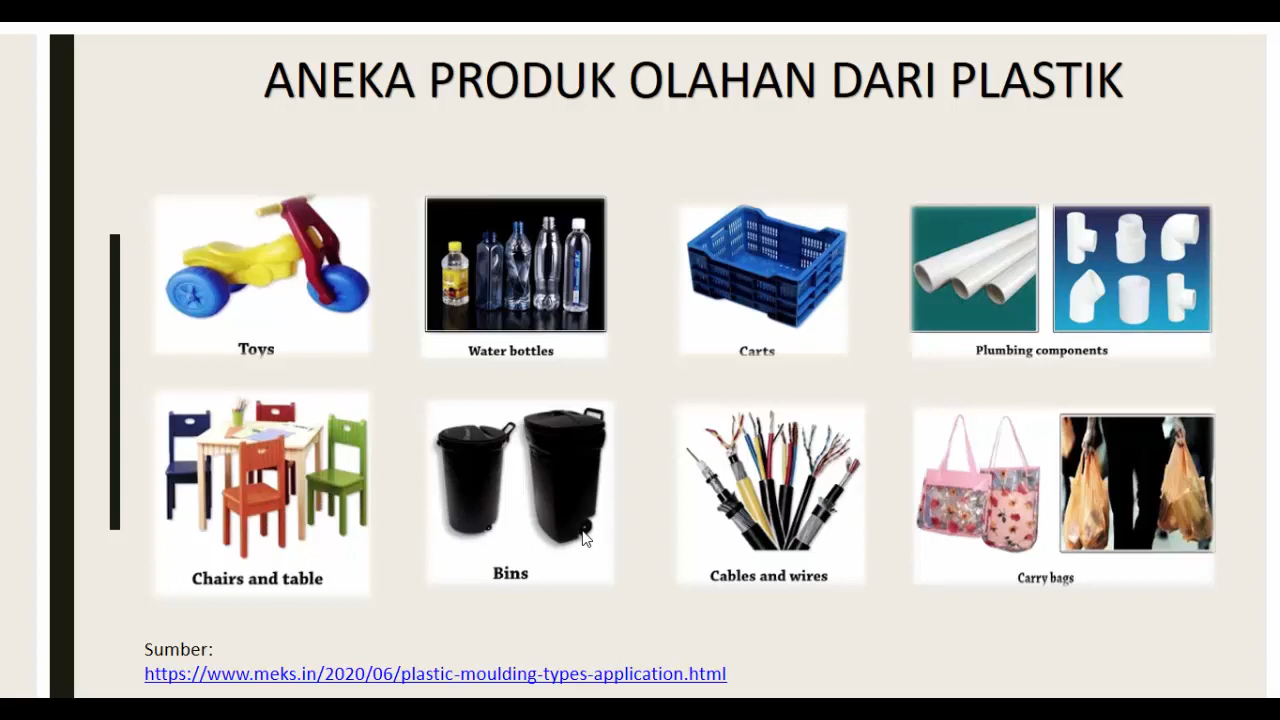 ANEKA PRODUK OLAHAN DARI PLASTIK
Toys
Water bottles
Carts
Plumbing components
Chairs and table
Bins
Cables and wires
Carry bags
Sumber:
https://www.meks.in/2020/06/plastic-moulding-types-application.html